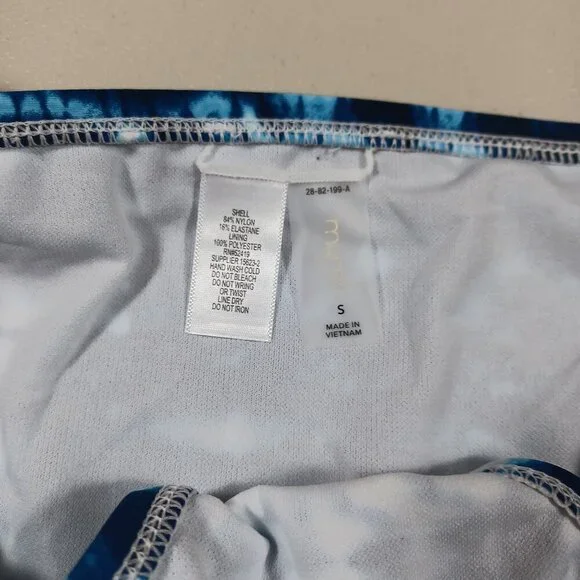 SHELL
84% NYLON
16% ELASTANE
LINING
100% POLYESTER
RN#62419
SUPPLIER 15623-2
HAND WASH COLD
DO NOT BLEACH
DO NOT WRING
OR TWIST
LINE DRY
DO NOT IRON
28-82-199-A
S
MADE IN
VIETNAM